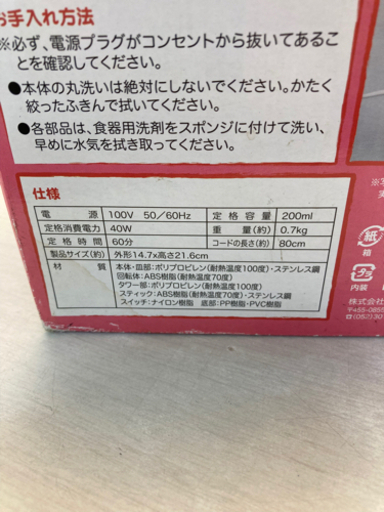 お手入れ方法
※必ず、電源プラグがコンセントから抜いてあるこ
とを確認してください。
●本体の丸洗いは絶対にしないでください。かたく
絞ったふきんで拭いてください。
●各部品は、食器用洗剤をスポンジに付けて洗い、
早めに水気を拭き取ってください。
仕様
電源 100V 50／60Hz 定格容量 200ml
定格消費電力 40W 重量(約) 0.7kg
定格時間 60分 コードの長さ(約) 80cm
製品サイズ(約) 外形14.7x高さ21.6cm
材質 本体・皿部：ポリプロピレン(耐熱温度100度)・ステンレス鋼
回転体：ABS樹脂(耐熱温度70度)
タワー部：ポリプロピレン(耐熱温度100度)
スティック：ABS樹脂(耐熱温度70度)・ステンレス鋼
スイッチ：ナイロン樹脂 底部：PP樹脂・PVC樹脂
紙
箱
プラ
内装
株式会社
〒455-0855